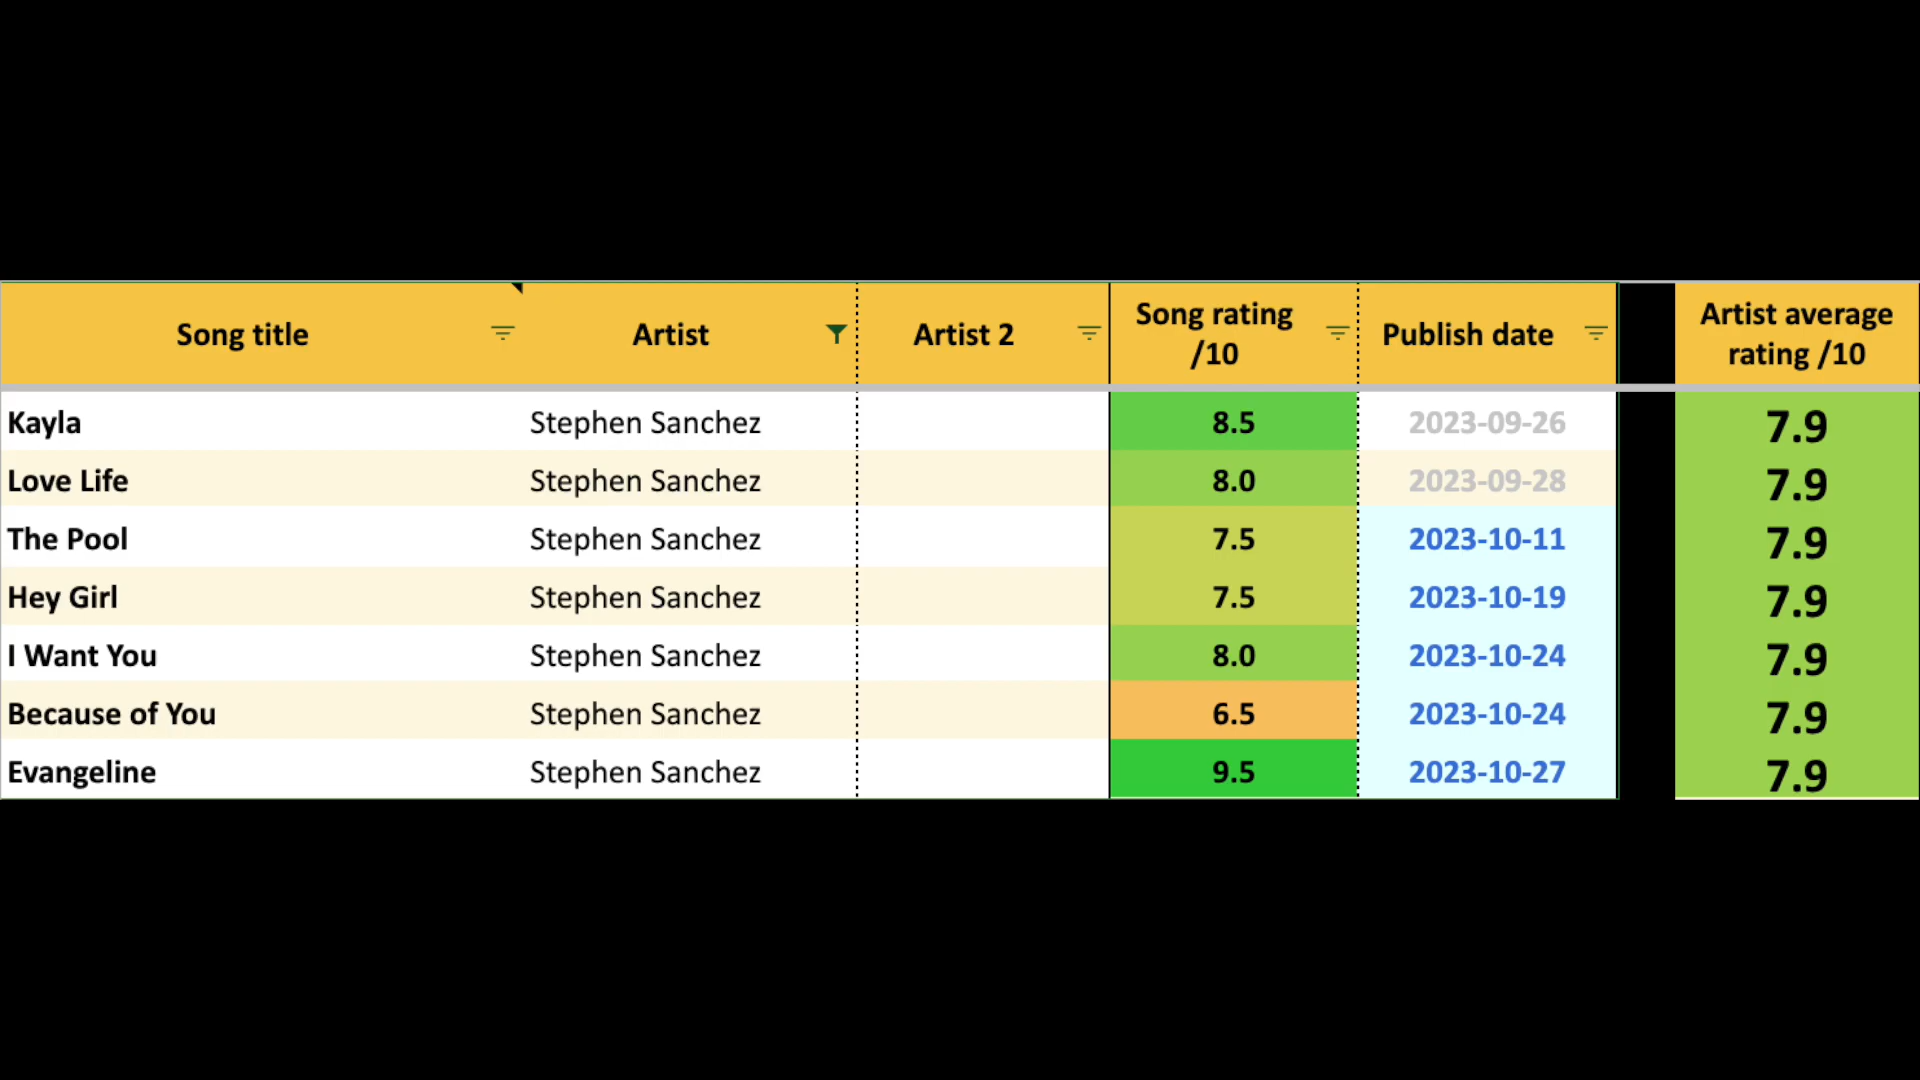 Song title Artist Artist 2 Song rating /10 Publish date Artist average rating /10
Kayla Stephen Sanchez 8.5 2023-09-26 7.9
Love Life Stephen Sanchez 8.0 2023-09-28 7.9
The Pool Stephen Sanchez 7.5 2023-10-11 7.9
Hey Girl Stephen Sanchez 7.5 2023-10-19 7.9
I Want You Stephen Sanchez 8.0 2023-10-24 7.9
Because of You Stephen Sanchez 6.5 2023-10-24 7.9
Evangeline Stephen Sanchez 9.5 2023-10-27 7.9